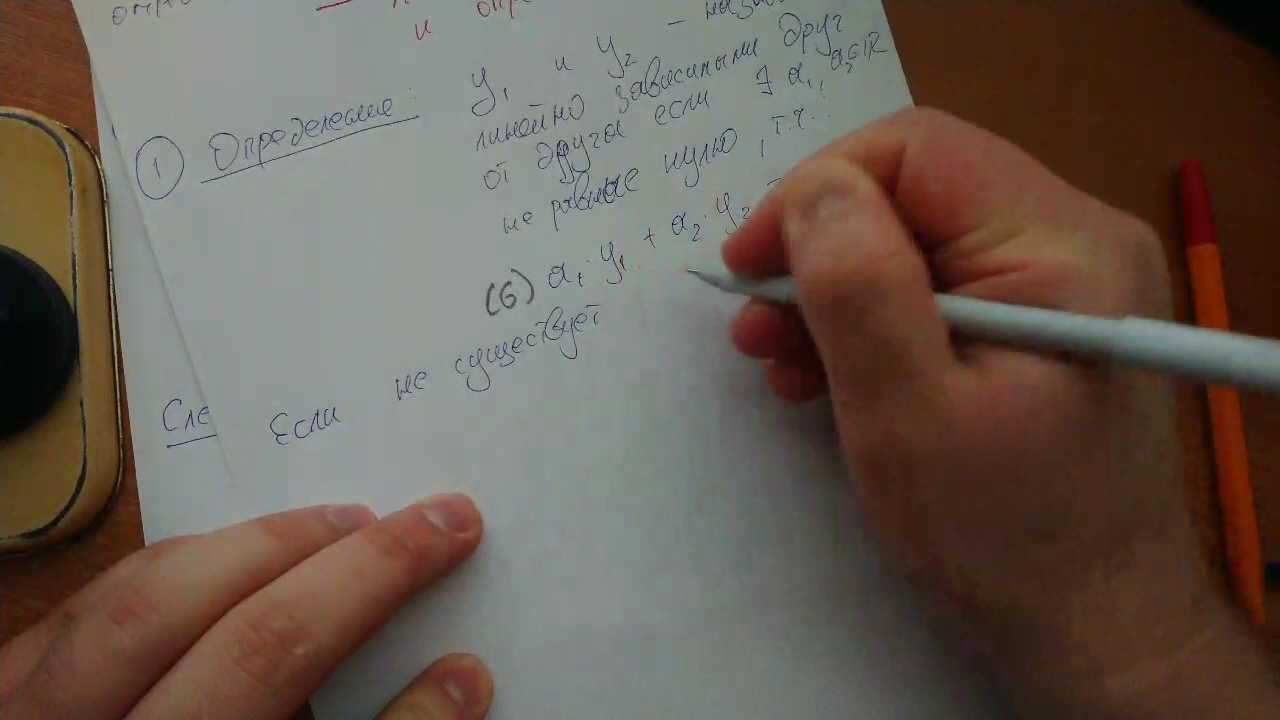 и
① Определение: y₁ и y₂ –
линейно зависимыми друг
от друга если ∃ α₁, α₂∈ℝ
не равные нулю, т.ч.
(6) α₁·y₁ + α₂·y₂
Сле Если не существует